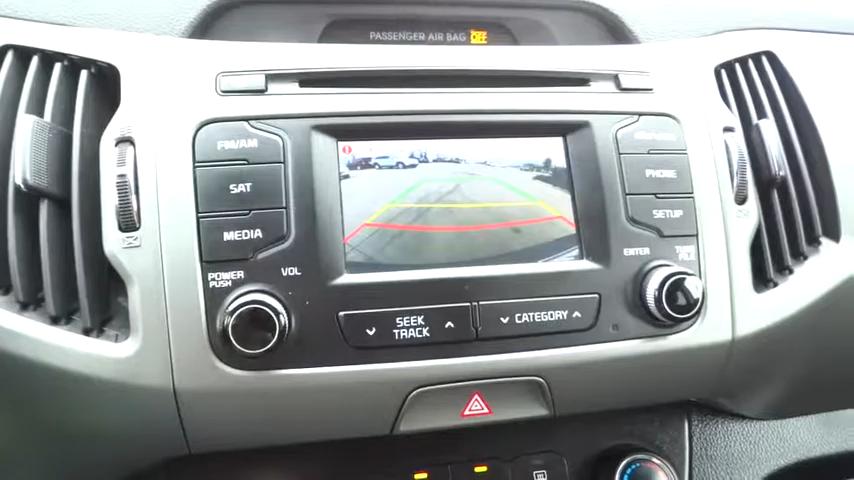 PASSENGER AIR BAG OFF
FM/AM
SAT
MEDIA
PHONE
SETUP
POWER
PUSH
VOL
ENTER
TUNE
FILE
SEEK
TRACK
CATEGORY